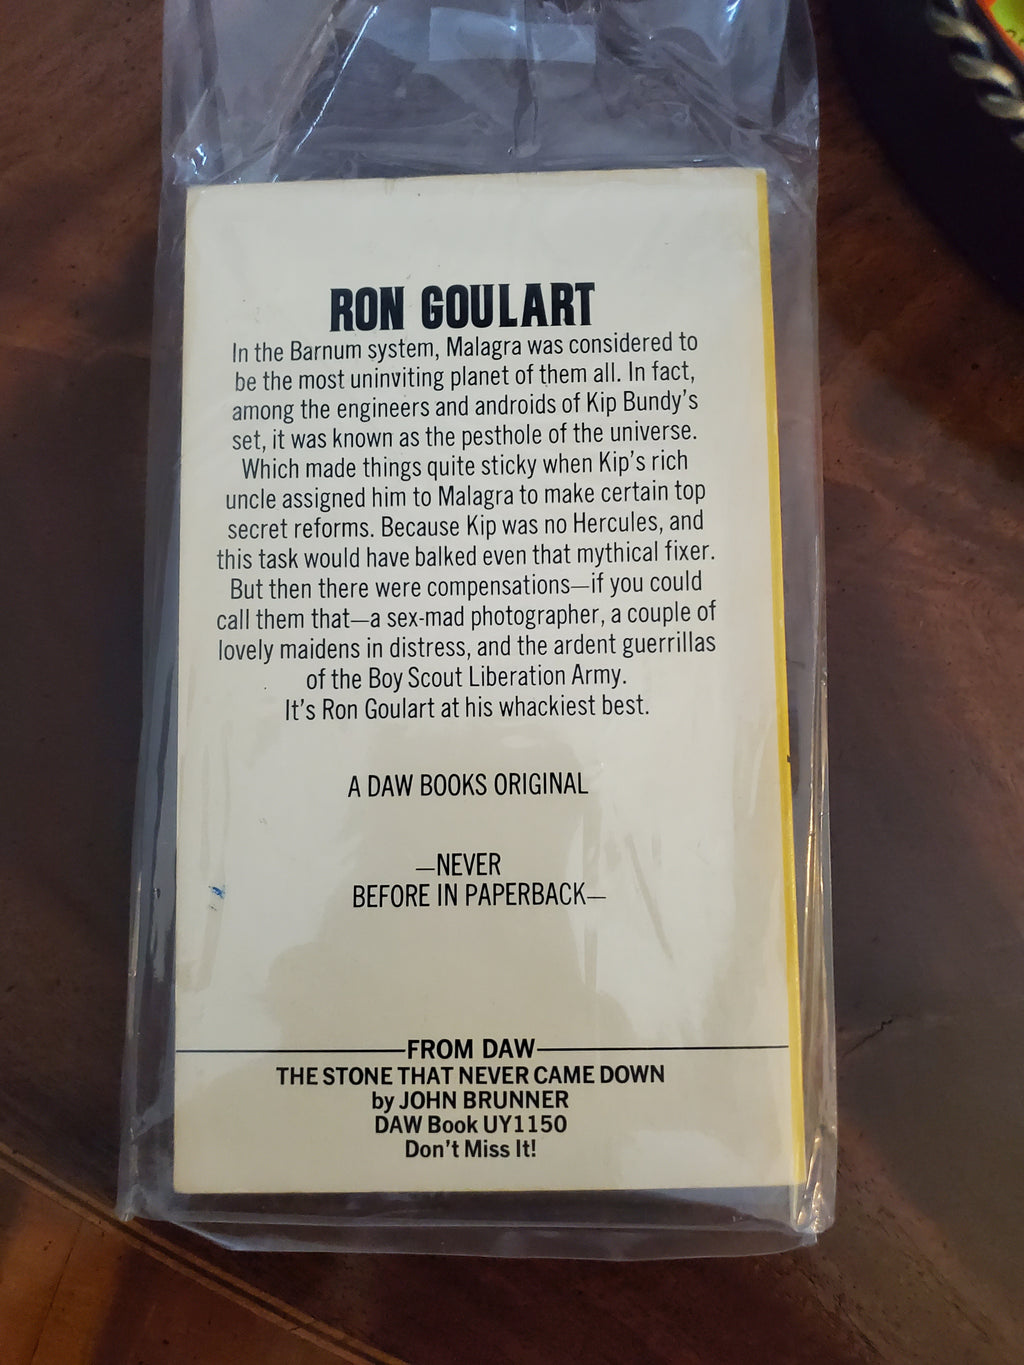 RON GOULART
In the Barnum system, Malagra was considered to
be the most uninviting planet of them all. In fact,
among the engineers and androids of Kip Bundy's
set, it was known as the pesthole of the universe.
Which made things quite sticky when Kip's rich
uncle assigned him to Malagra to make certain top
secret reforms. Because Kip was no Hercules, and
this task would have balked even that mythical fixer.
But then there were compensations—if you could
call them that—a sex-mad photographer, a couple of
lovely maidens in distress, and the ardent guerrillas
of the Boy Scout Liberation Army.
It's Ron Goulart at his whackiest best.
A DAW BOOKS ORIGINAL
—NEVER
BEFORE IN PAPERBACK—
FROM DAW
THE STONE THAT NEVER CAME DOWN
by JOHN BRUNNER
DAW Book UY1150
Don't Miss It!